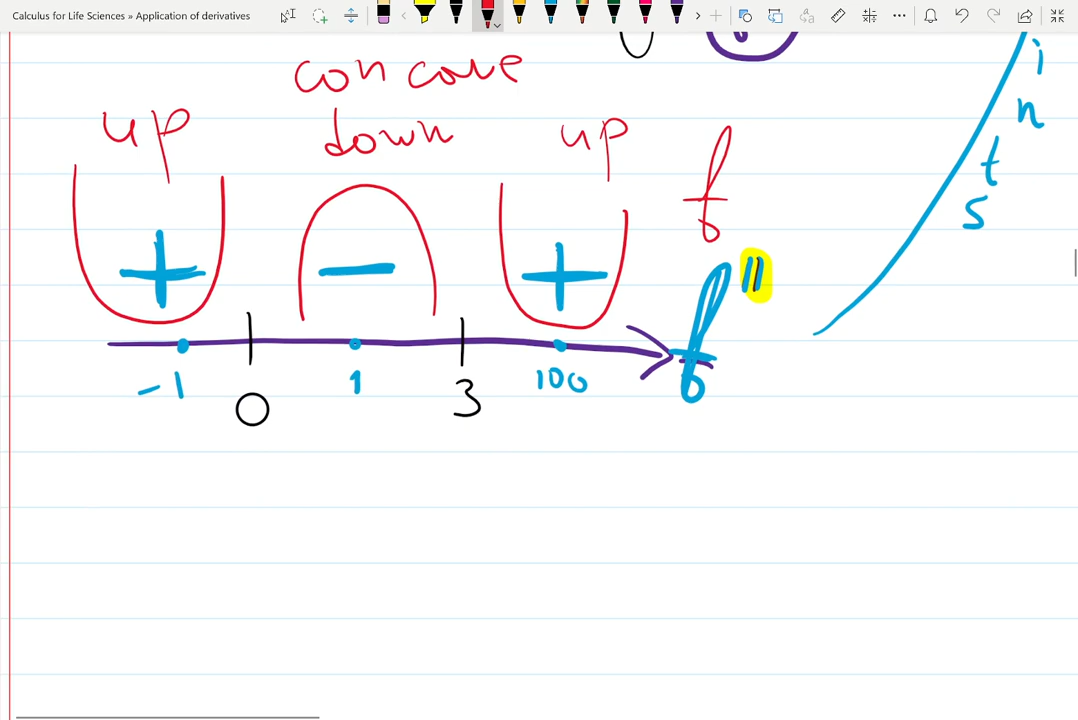 Calculus for Life Sciences » Application of derivatives
concave
up down up
f
+ − + f"
-1 0 1 3 100
i
n
t
s